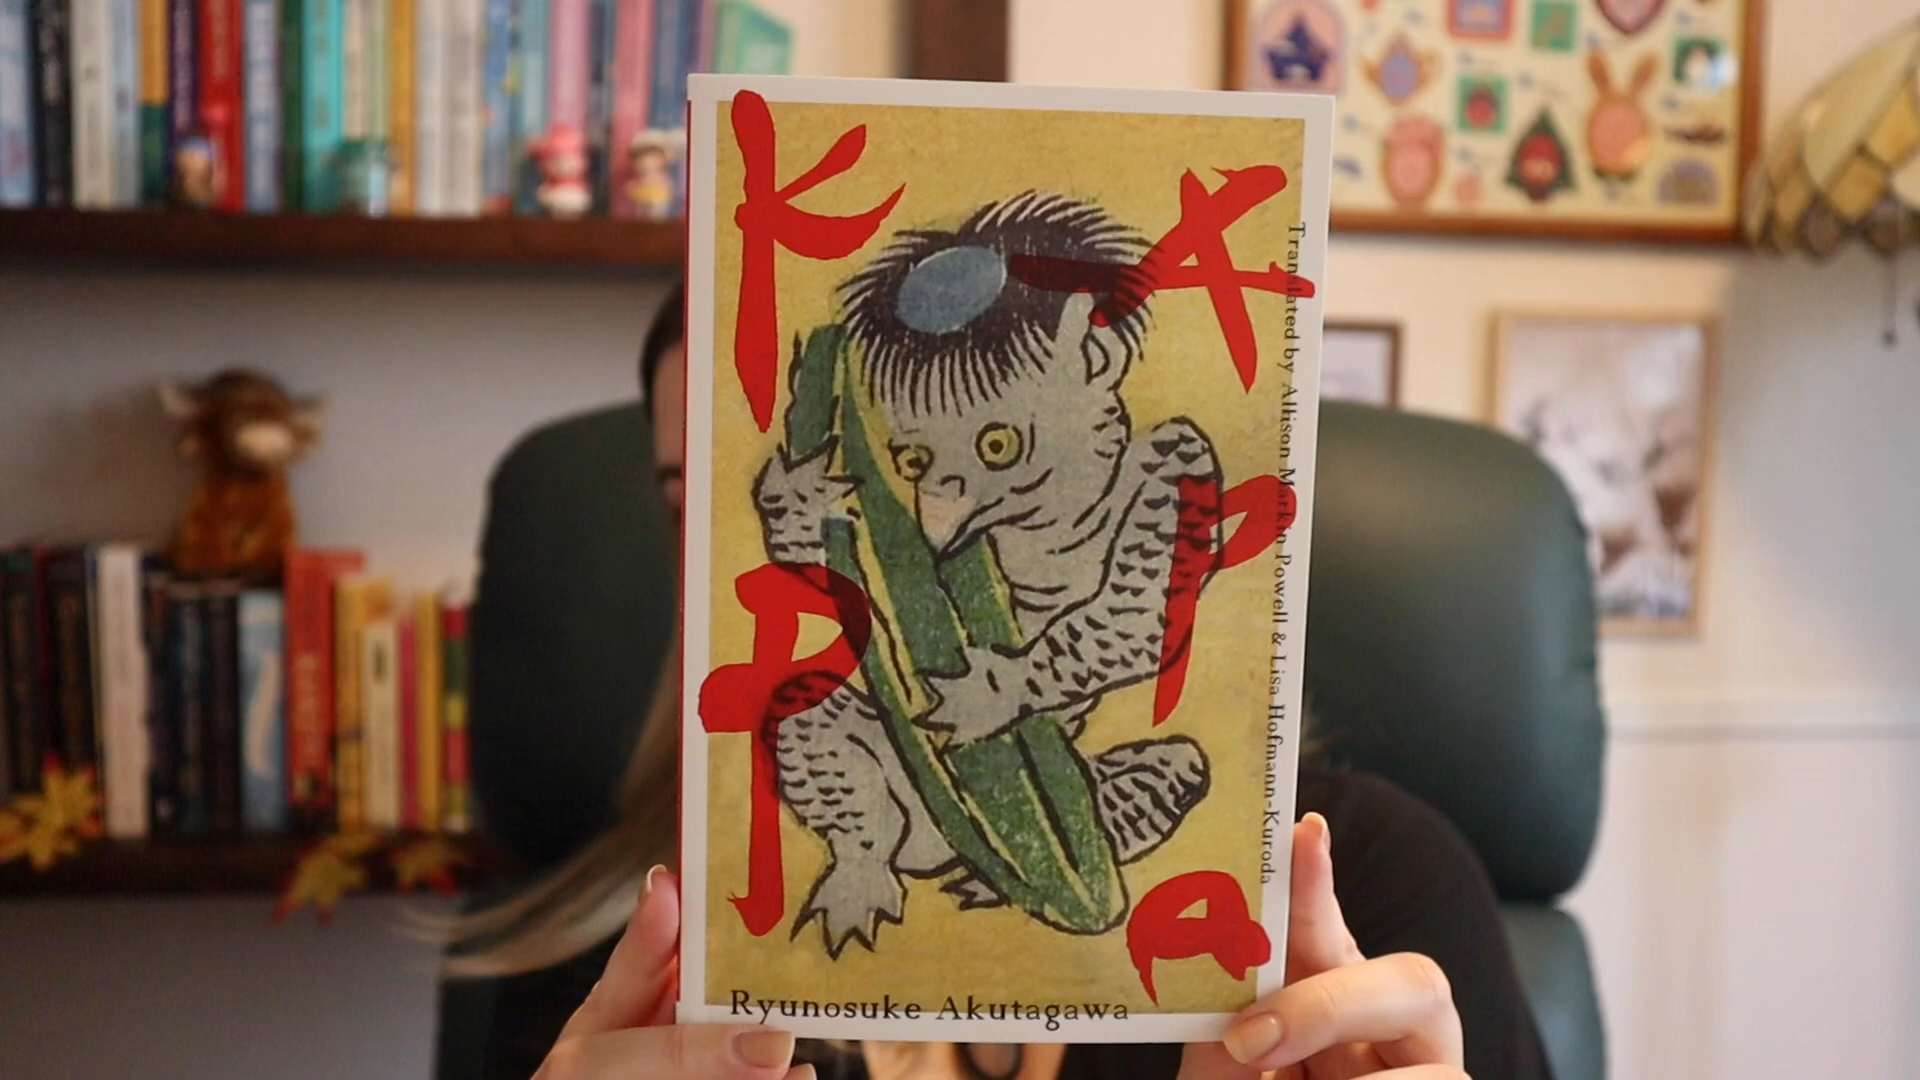 KAPPa
Translated by Allison Markin Powell & Lisa Hofmann-Kuroda
Ryunosuke Akutagawa